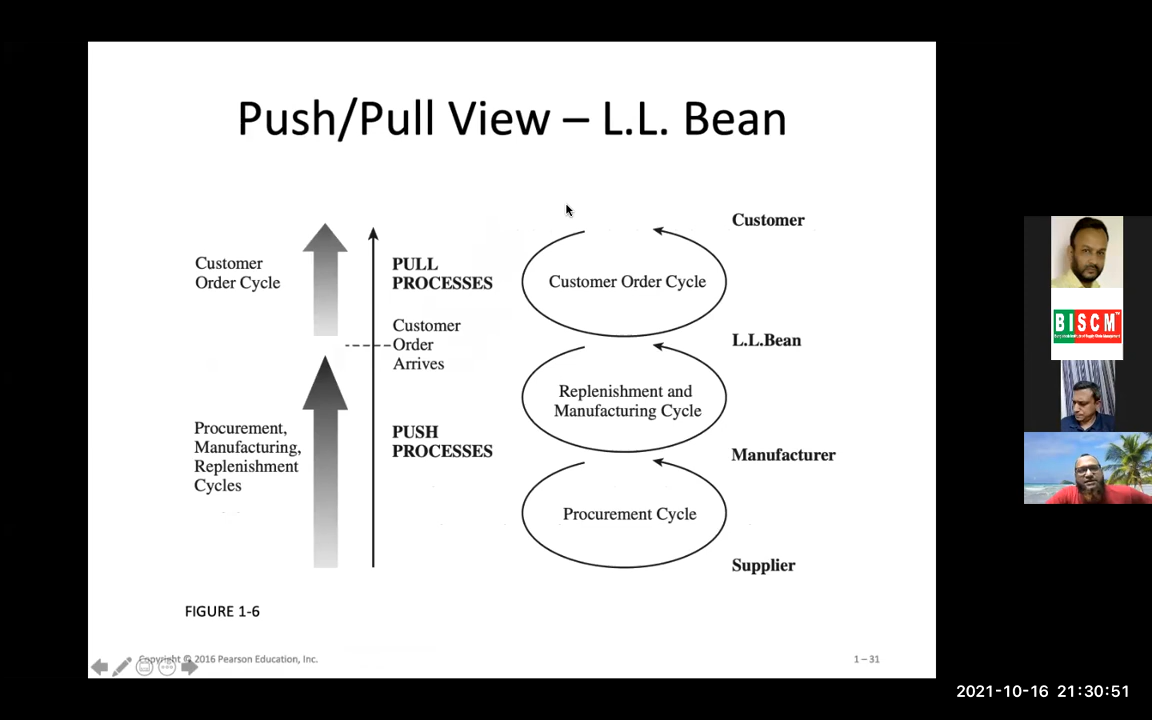 Push/Pull View – L.L. Bean
Customer
Order Cycle
PULL
PROCESSES
Customer
Order
Arrives
Procurement,
Manufacturing,
Replenishment
Cycles
PUSH
PROCESSES
Customer
Customer Order Cycle
L.L.Bean
Replenishment and
Manufacturing Cycle
Manufacturer
Procurement Cycle
Supplier
FIGURE 1-6
Copyright © 2016 Pearson Education, Inc.
1 – 31
BISCM
2021-10-16 21:30:51